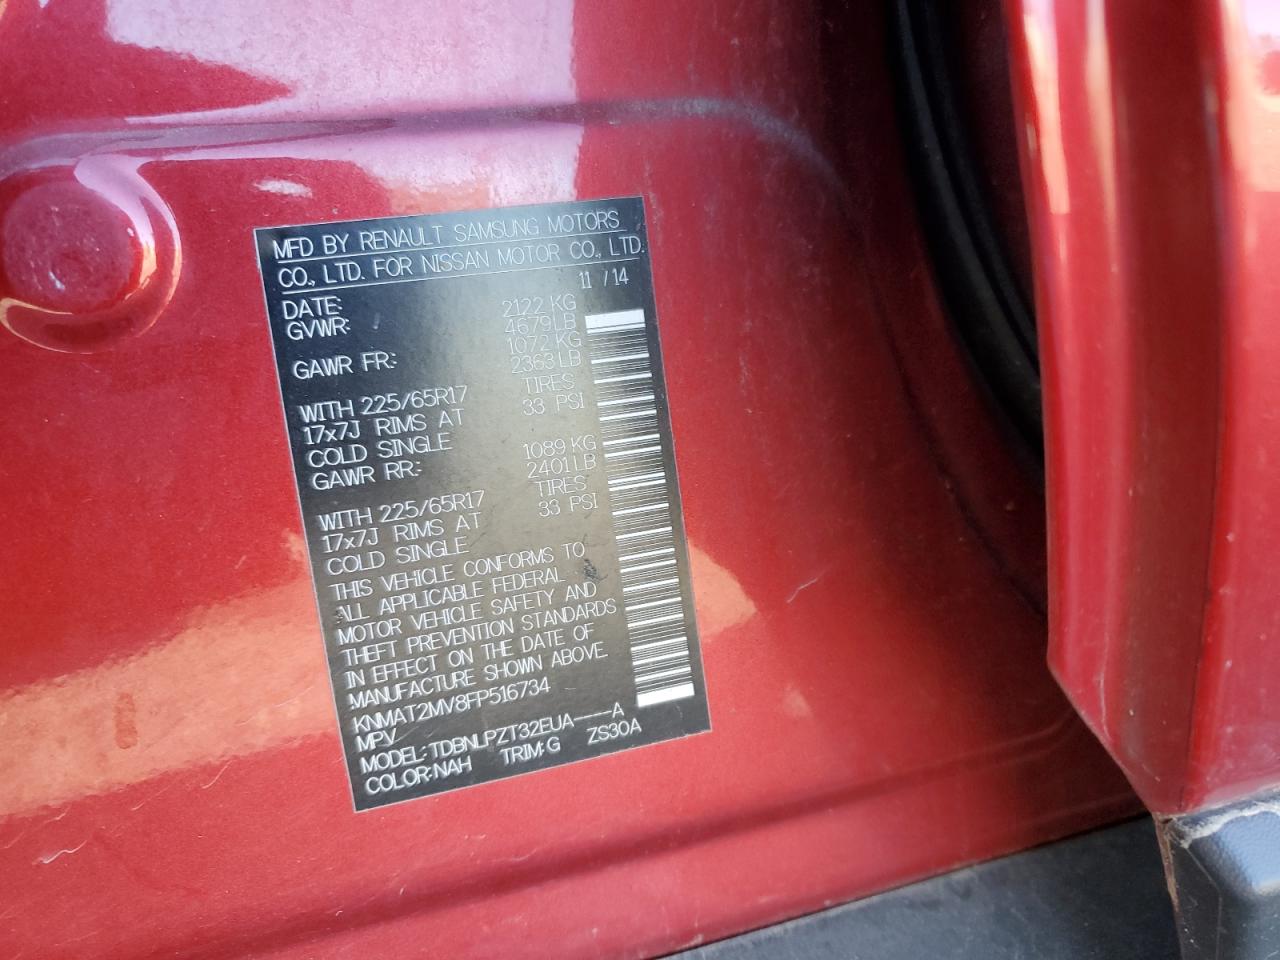 MFD BY RENAULT SAMSUNG MOTORS
CO., LTD. FOR NISSAN MOTOR CO., LTD.
DATE: 11 /14
GVWR: 2122 KG
4679 LB
GAWR FR: 1072 KG
2363 LB
WITH 225/65R17 TIRES
17x7J RIMS AT 33 PSI
COLD SINGLE
GAWR RR: 1089 KG
2401 LB
WITH 225/65R17 TIRES
17x7J RIMS AT 33 PSI
COLD SINGLE
THIS VEHICLE CONFORMS TO
ALL APPLICABLE FEDERAL
MOTOR VEHICLE SAFETY AND
THEFT PREVENTION STANDARDS
IN EFFECT ON THE DATE OF
MANUFACTURE SHOWN ABOVE.
KNMAT2MV8FP516734
MPV
MODEL:TDBNLPZT32EUA----A
COLOR:NAH TRIM:G ZS30A